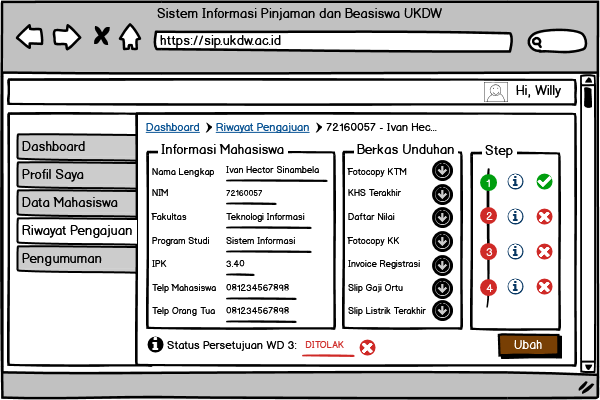 Sistem Informasi Pinjaman dan Beasiswa UKDW
https://sip.ukdw.ac.id
Hi, Willy
Dashboard
Profil Saya
Data Mahasiswa
Riwayat Pengajuan
Pengumuman
Dashboard Riwayat Pengajuan 72160057 - Ivan Hec...
Informasi Mahasiswa
Nama Lengkap Ivan Hector Sinambela
NIM 72160057
Fakultas Teknologi Informasi
Program Studi Sistem Informasi
IPK 3.40
Telp Mahasiswa 081234567898
Telp Orang Tua 081234567898
Berkas Unduhan
Fotocopy KTM
KHS Terakhir
Daftar Nilai
Fotocopy KK
Invoice Registrasi
Slip Gaji Ortu
Slip Listrik Terakhir
Step
1
2
3
4
Status Persetujuan WD 3: DITOLAK
Ubah